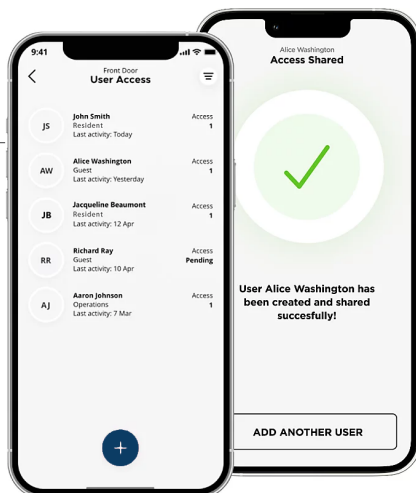 9:41
Front Door
User Access
JS
John Smith
Resident
Last activity: Today
Access
1
AW
Alice Washington
Guest
Last activity: Yesterday
Access
1
JB
Jacqueline Beaumont
Resident
Last activity: 12 Apr
Access
1
RR
Richard Ray
Guest
Last activity: 10 Apr
Access
Pending
AJ
Aaron Johnson
Operations
Last activity: 7 Mar
Access
1
+
Alice Washington
Access Shared
User Alice Washington has
been created and shared
succesfully!
ADD ANOTHER USER